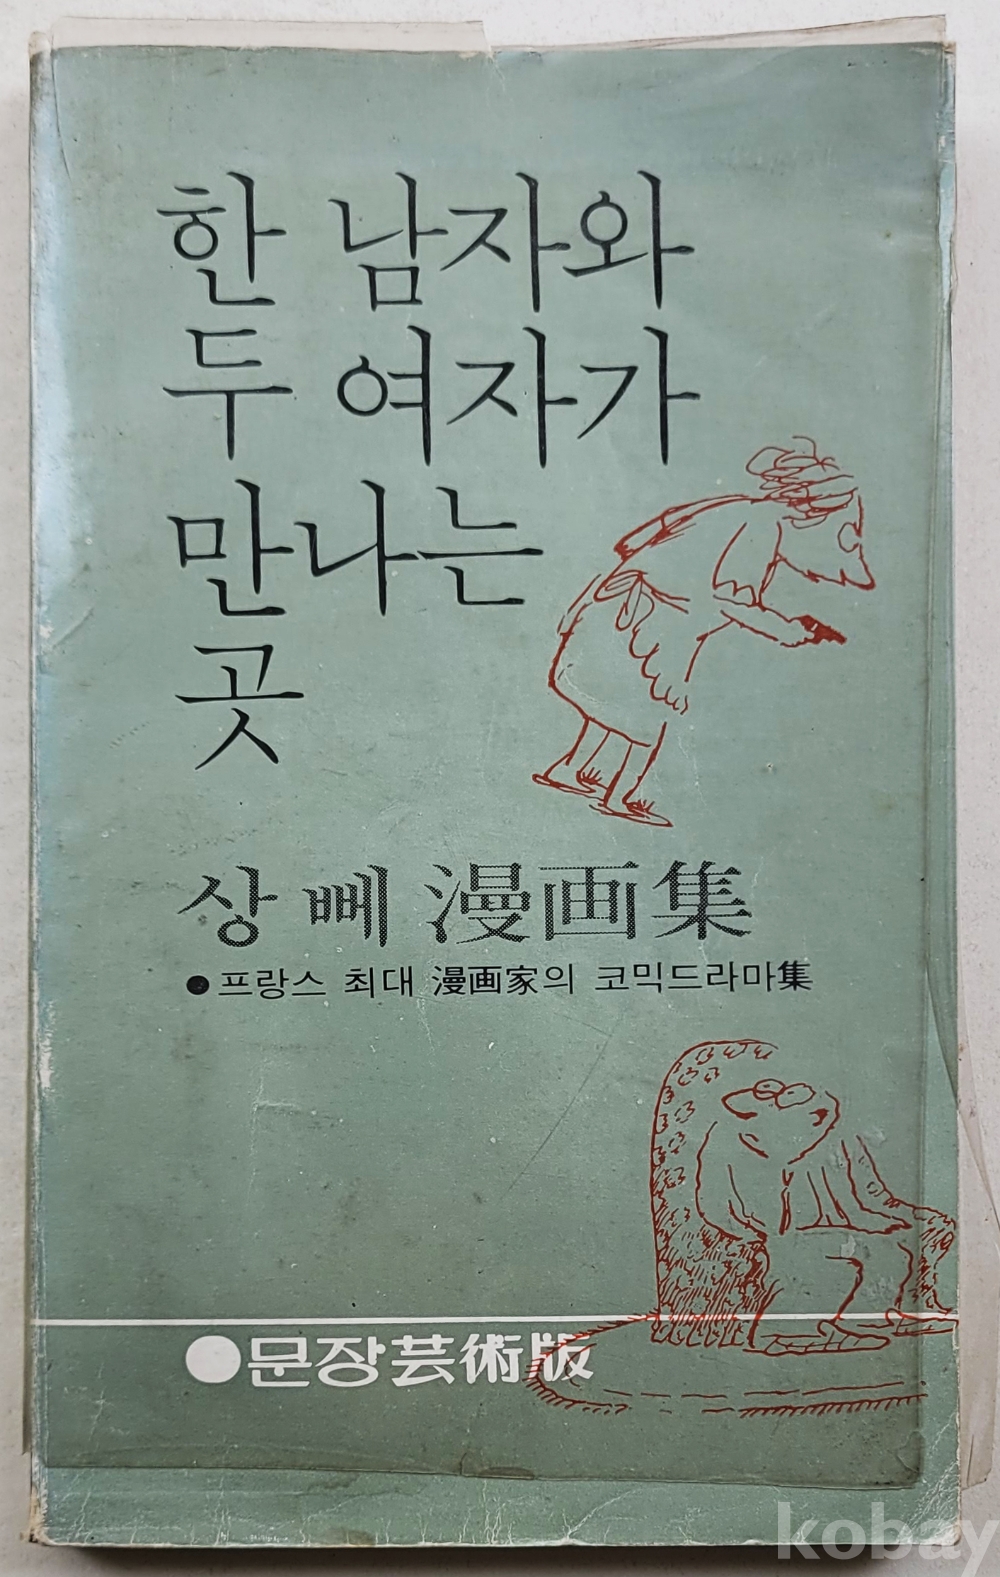 한 남자와
두 여자가
만나는
곳
상 뻬 漫画集
●프랑스 최대 漫画家의 코믹드라마集
●문장芸術版
kobay